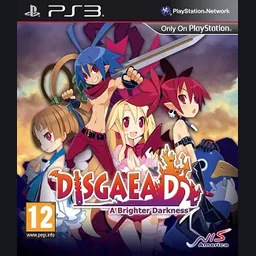 PS3
PlayStation Network
Only On PlayStation.
DISGAEA D2
A Brighter Darkness
12
www.pegi.info
NIS
America